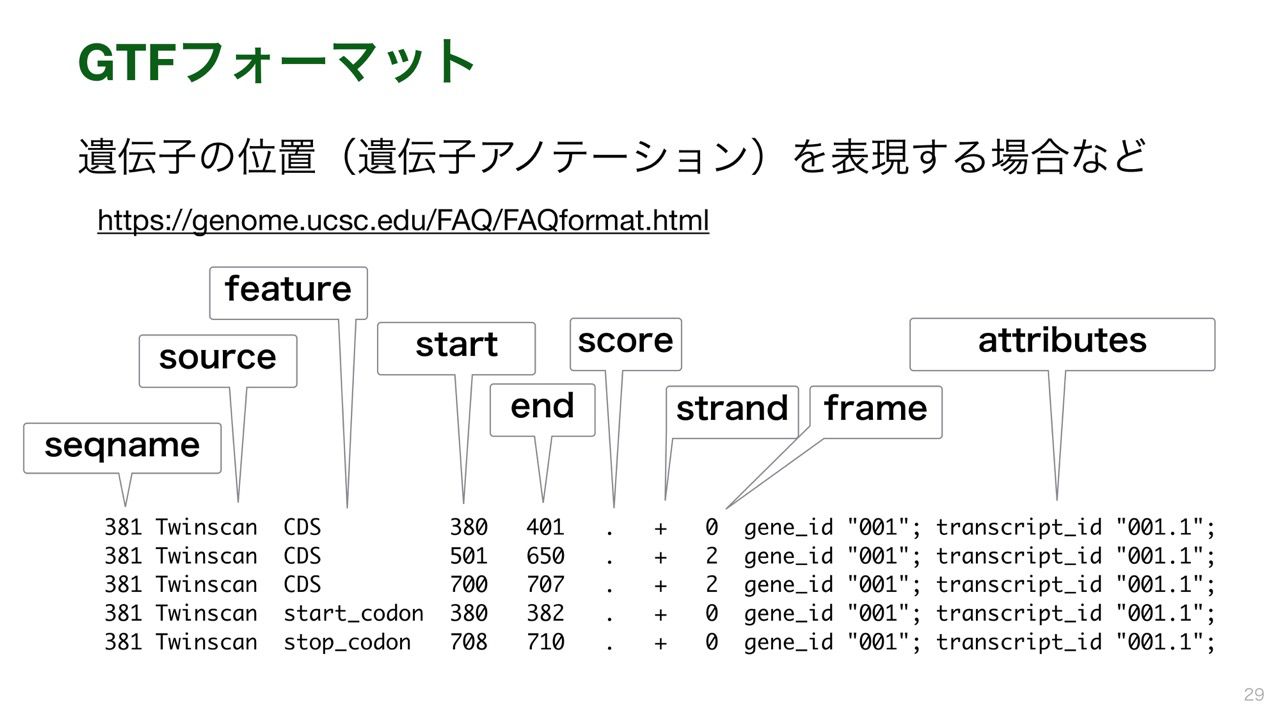 GTFフォーマット
遺伝子の位置（遺伝子アノテーション）を表現する場合など
https://genome.ucsc.edu/FAQ/FAQformat.html
feature
source
start
score
attributes
end
strand
frame
seqname
381 Twinscan  CDS          380   401   .   +   0  gene_id "001"; transcript_id "001.1";
381 Twinscan  CDS          501   650   .   +   2  gene_id "001"; transcript_id "001.1";
381 Twinscan  CDS          700   707   .   +   2  gene_id "001"; transcript_id "001.1";
381 Twinscan  start_codon  380   382   .   +   0  gene_id "001"; transcript_id "001.1";
381 Twinscan  stop_codon   708   710   .   +   0  gene_id "001"; transcript_id "001.1";
29